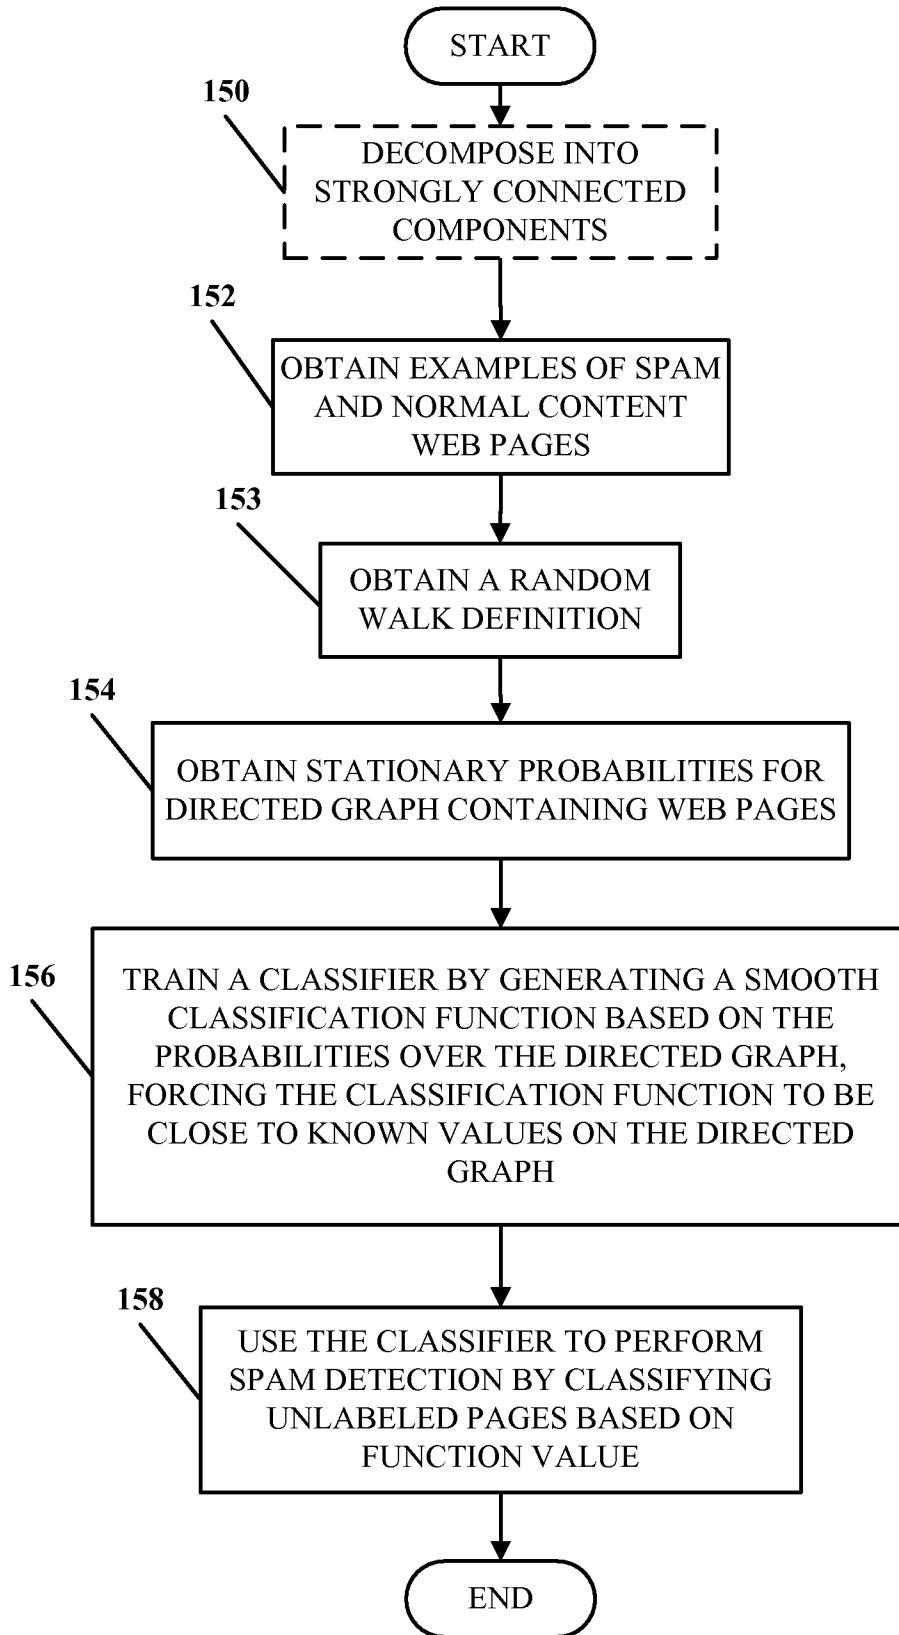 START
150
DECOMPOSE INTO
STRONGLY CONNECTED
COMPONENTS
152
OBTAIN EXAMPLES OF SPAM
AND NORMAL CONTENT
WEB PAGES
153
OBTAIN A RANDOM
WALK DEFINITION
154
OBTAIN STATIONARY PROBABILITIES FOR
DIRECTED GRAPH CONTAINING WEB PAGES
156
TRAIN A CLASSIFIER BY GENERATING A SMOOTH
CLASSIFICATION FUNCTION BASED ON THE
PROBABILITIES OVER THE DIRECTED GRAPH,
FORCING THE CLASSIFICATION FUNCTION TO BE
CLOSE TO KNOWN VALUES ON THE DIRECTED
GRAPH
158
USE THE CLASSIFIER TO PERFORM
SPAM DETECTION BY CLASSIFYING
UNLABELED PAGES BASED ON
FUNCTION VALUE
END